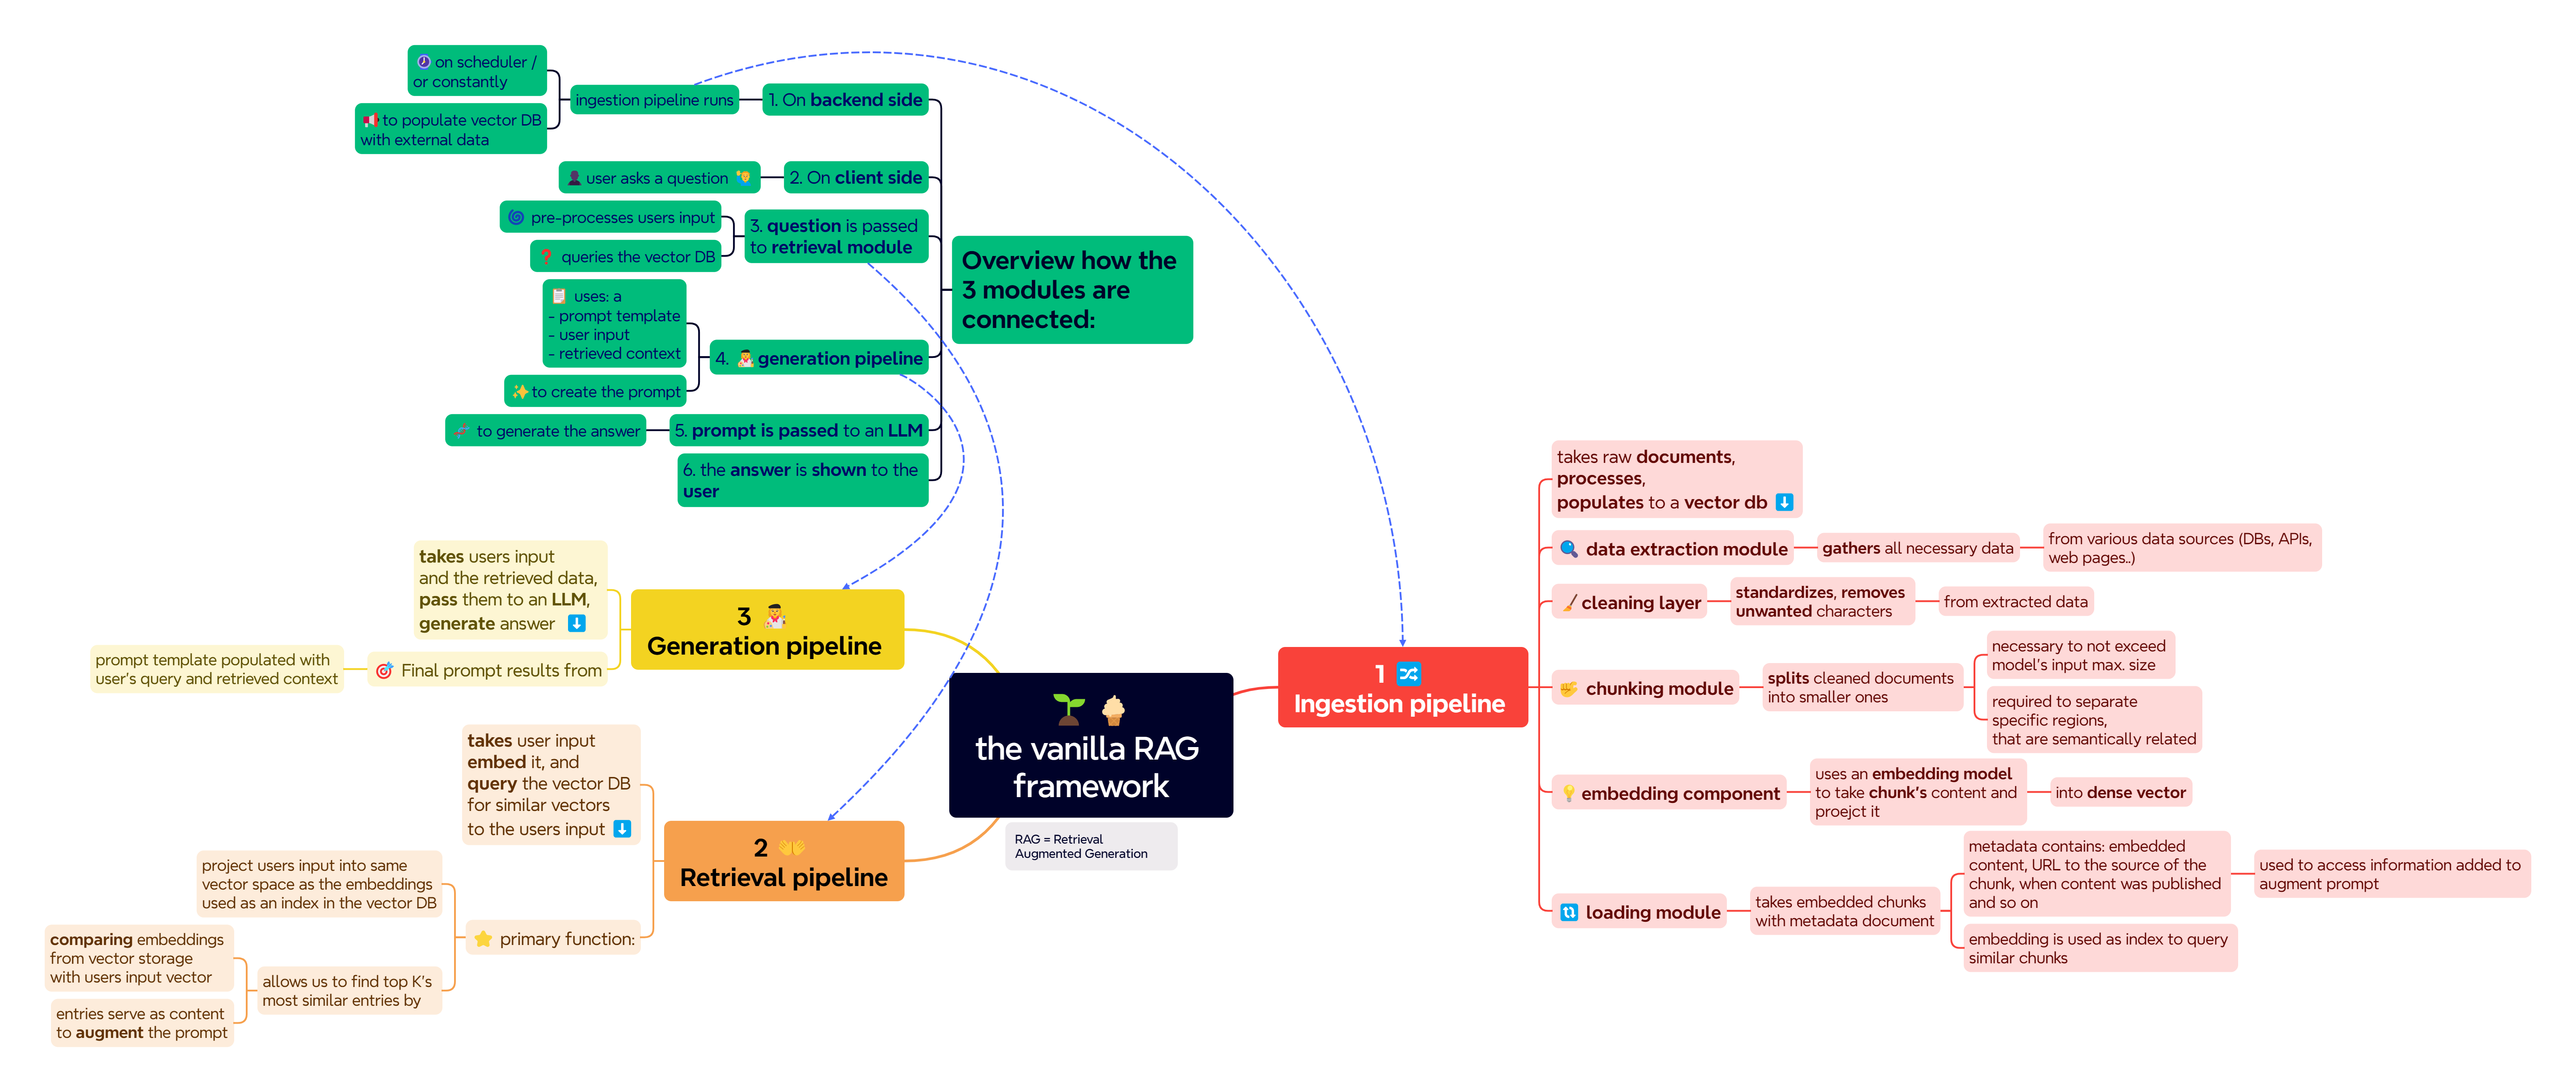 on scheduler /
or constantly
to populate vector DB
with external data
ingestion pipeline runs
1. On backend side
user asks a question
2. On client side
pre-processes users input
queries the vector DB
3. question is passed
to retrieval module
uses: a
- prompt template
- user input
- retrieved context
to create the prompt
4. generation pipeline
to generate the answer
5. prompt is passed to an LLM
6. the answer is shown to the
user
Overview how the
3 modules are
connected:
takes users input
and the retrieved data,
pass them to an LLM,
generate answer
prompt template populated with
user's query and retrieved context
Final prompt results from
3
Generation pipeline
takes user input
embed it, and
query the vector DB
for similar vectors
to the users input
project users input into same
vector space as the embeddings
used as an index in the vector DB
comparing embeddings
from vector storage
with users input vector
entries serve as content
to augment the prompt
allows us to find top K's
most similar entries by
primary function:
2
Retrieval pipeline
the vanilla RAG
framework
RAG = Retrieval
Augmented Generation
1
Ingestion pipeline
takes raw documents,
processes,
populates to a vector db
data extraction module
gathers all necessary data
from various data sources (DBs, APIs,
web pages..)
cleaning layer
standardizes, removes
unwanted characters
from extracted data
chunking module
splits cleaned documents
into smaller ones
necessary to not exceed
model's input max. size
required to separate
specific regions,
that are semantically related
embedding component
uses an embedding model
to take chunk's content and
proejct it
into dense vector
loading module
takes embedded chunks
with metadata document
metadata contains: embedded
content, URL to the source of the
chunk, when content was published
and so on
used to access information added to
augment prompt
embedding is used as index to query
similar chunks